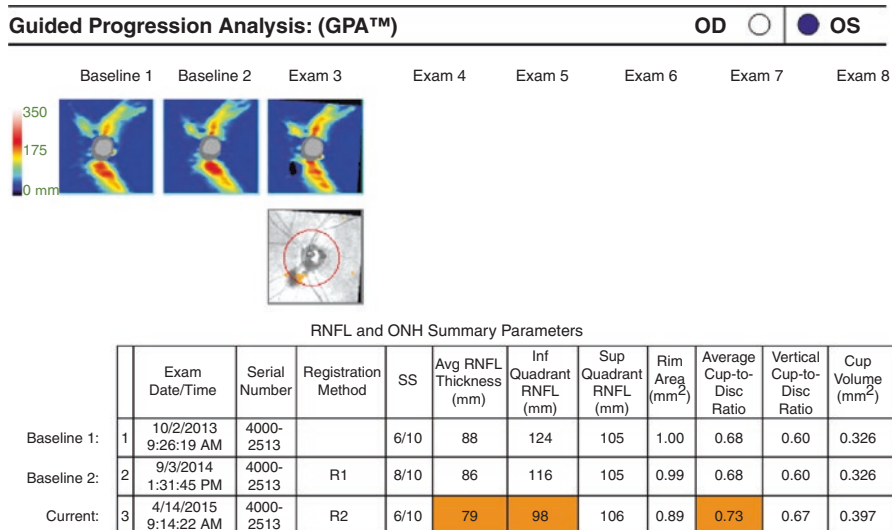 Guided Progression Analysis: (GPA™) OD OS
Baseline 1 Baseline 2 Exam 3 Exam 4 Exam 5 Exam 6 Exam 7 Exam 8
350
175
0 mm
RNFL and ONH Summary Parameters
Exam Date/Time Serial Number Registration Method SS Avg RNFL Thickness (mm) Inf Quadrant RNFL (mm) Sup Quadrant RNFL (mm) Rim Area (mm2) Average Cup-to-Disc Ratio Vertical Cup-to-Disc Ratio Cup Volume (mm2)
Baseline 1: 1 10/2/2013 9:26:19 AM 4000-2513 6/10 88 124 105 1.00 0.68 0.60 0.326
Baseline 2: 2 9/3/2014 1:31:45 PM 4000-2513 R1 8/10 86 116 105 0.99 0.68 0.60 0.326
Current: 3 4/14/2015 9:14:22 AM 4000-2513 R2 6/10 79 98 106 0.89 0.73 0.67 0.397